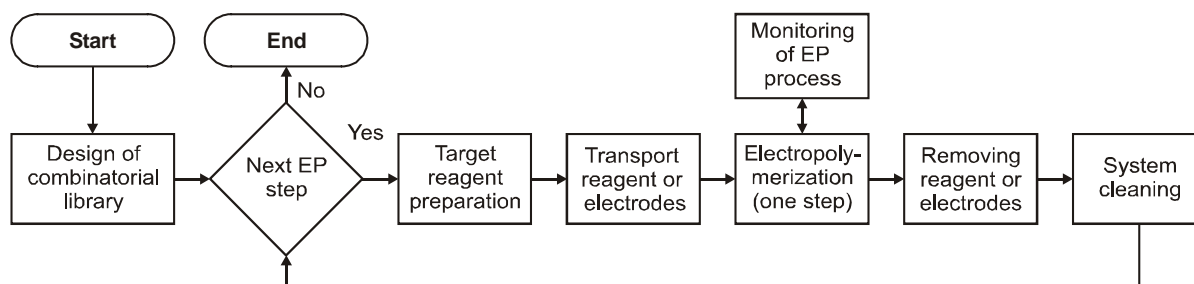 Start
End
Monitoring
of EP
process
No
Yes
Design of
combinatorial
library
Next EP
step
Target
reagent
preparation
Transport
reagent or
electrodes
Electropoly-
merization
(one step)
Removing
reagent or
electrodes
System
cleaning